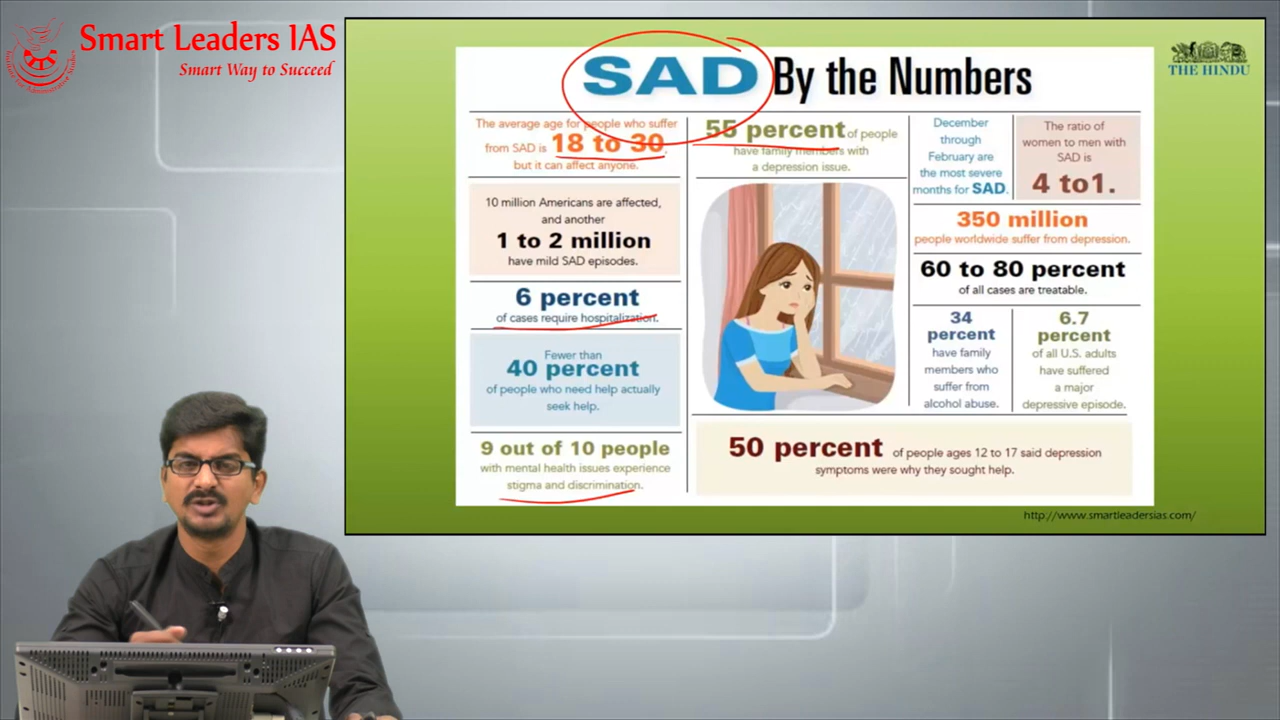 Smart Leaders IAS
Smart Way to Succeed
THE HINDU
SAD By the Numbers
The average age for people who suffer
from SAD is 18 to 30,
but it can affect anyone.
10 million Americans are affected,
and another
1 to 2 million
have mild SAD episodes.
6 percent
of cases require hospitalization.
Fewer than
40 percent
of people who need help actually
seek help.
9 out of 10 people
with mental health issues experience
stigma and discrimination.
55 percent of people
have family members with
a depression issue.
December
through
February are
the most severe
months for SAD.
The ratio of
women to men with
SAD is
4 to1.
350 million
people worldwide suffer from depression.
60 to 80 percent
of all cases are treatable.
34
percent
have family
members who
suffer from
alcohol abuse.
6.7
percent
of all U.S. adults
have suffered
a major
depressive episode.
50 percent of people ages 12 to 17 said depression
symptoms were why they sought help.
http://www.smartleadersias.com/